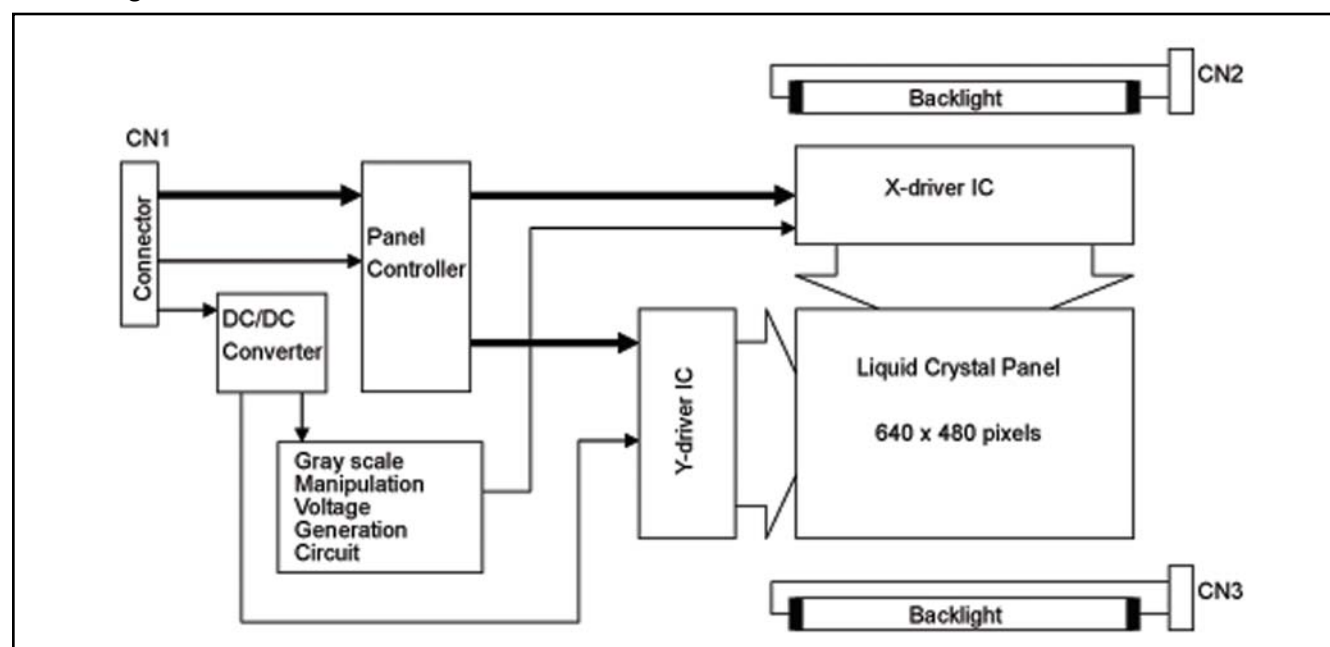 CN2
Backlight
CN1
Connector
Panel
Controller
X-driver IC
DC/DC
Converter
Y-driver IC
Liquid Crystal Panel
640 x 480 pixels
Gray scale
Manipulation
Voltage
Generation
Circuit
CN3
Backlight